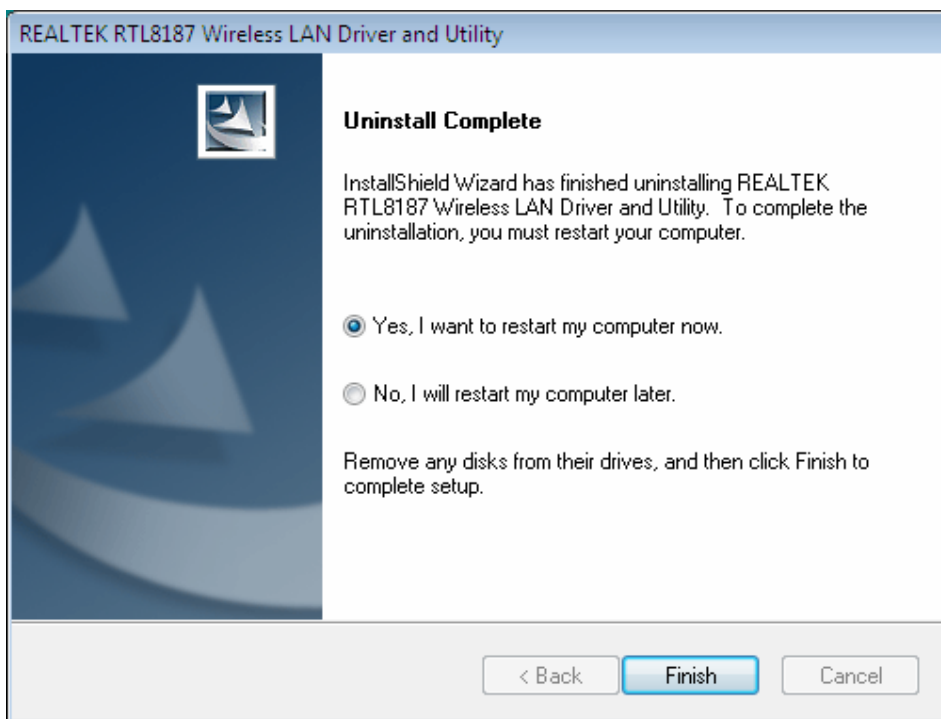 REALTEK RTL8187 Wireless LAN Driver and Utility
Uninstall Complete
InstallShield Wizard has finished uninstalling REALTEK
RTL8187 Wireless LAN Driver and Utility.  To complete the
uninstallation, you must restart your computer.
Yes, I want to restart my computer now.
No, I will restart my computer later.
Remove any disks from their drives, and then click Finish to
complete setup.
< Back
Finish
Cancel